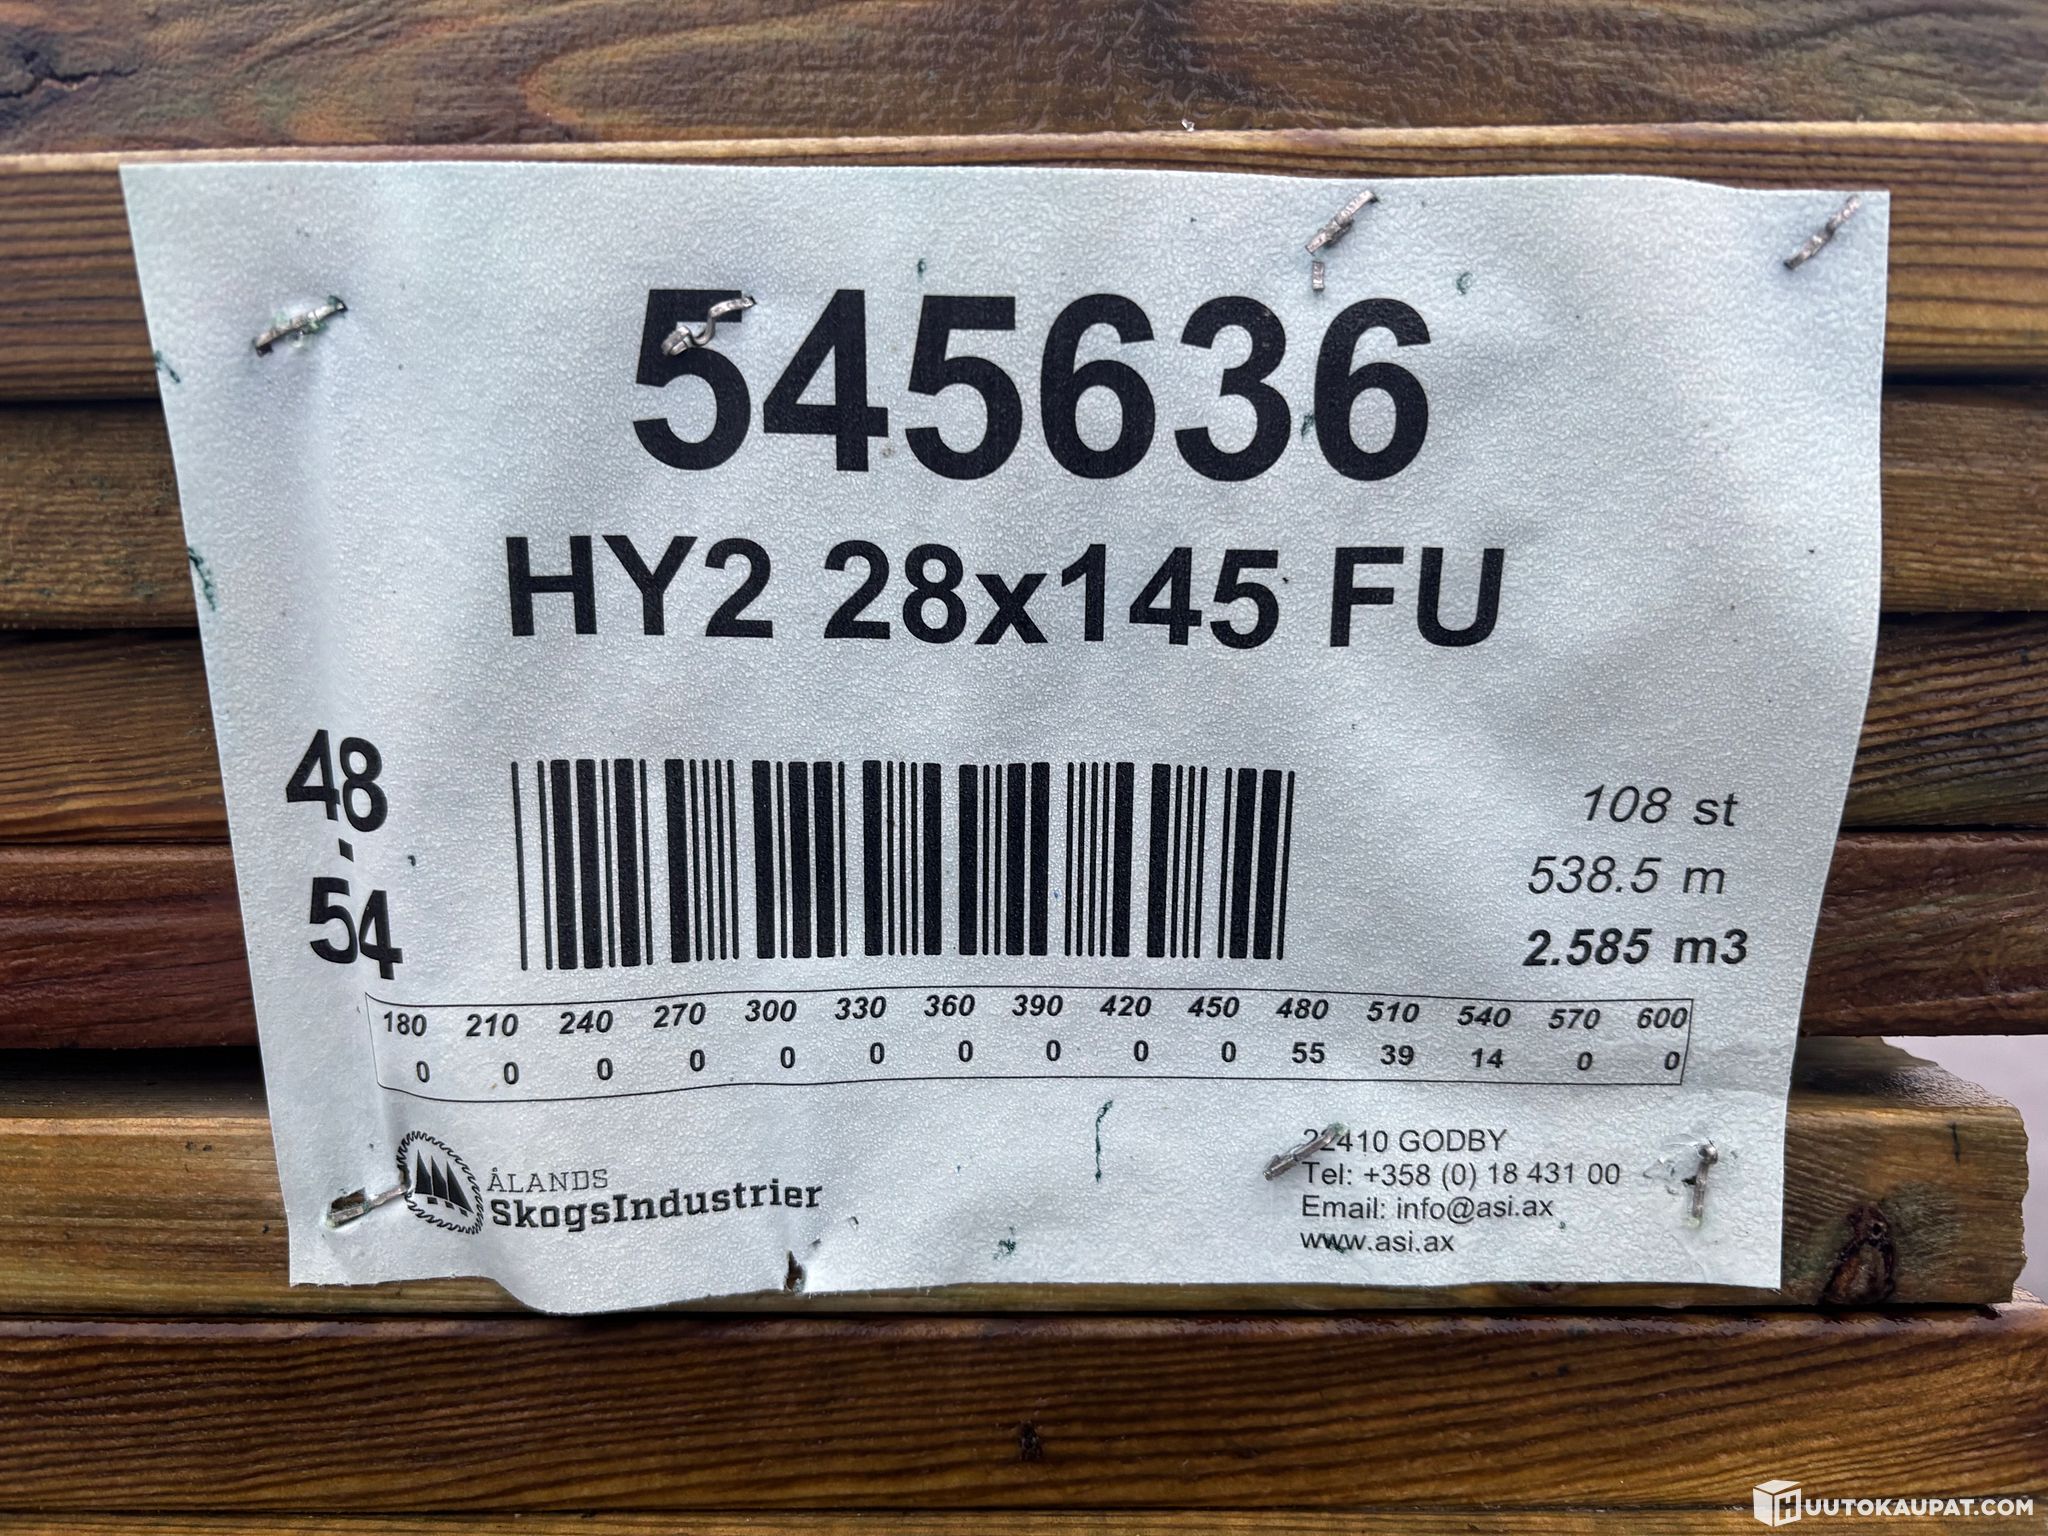 545636
HY2 28x145 FU
48
-
54
108 st
538.5 m
2.585 m3
180 210 240 270 300 330 360 390 420 450 480 510 540 570 600
0 0 0 0 0 0 0 0 0 0 55 39 14 0 0
ÅLANDS
SkogsIndustrier
22410 GODBY
Tel: +358 (0) 18 431 00
Email: info@asi.ax
www.asi.ax
HUUTOKAUPAT.COM